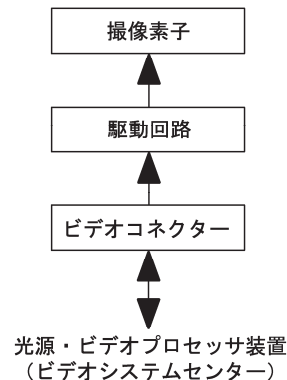 撮像素子
駆動回路
ビデオコネクター
光源・ビデオプロセッサ装置
（ビデオシステムセンター）